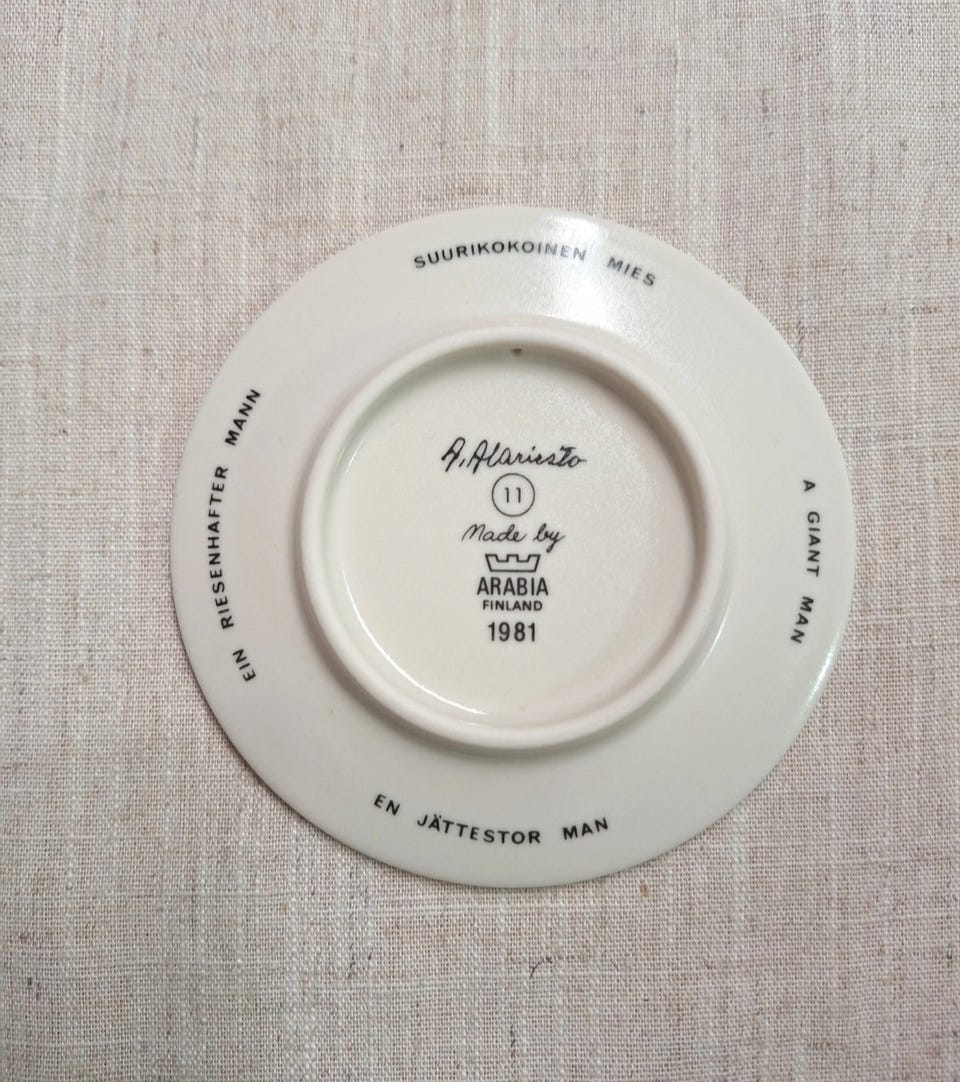 SUURIKOKOINEN MIES
A GIANT MAN
EN JÄTTESTOR MAN
EIN RIESENHAFTER MANN
A. Alariesto
11
Made by
ARABIA
FINLAND
1981